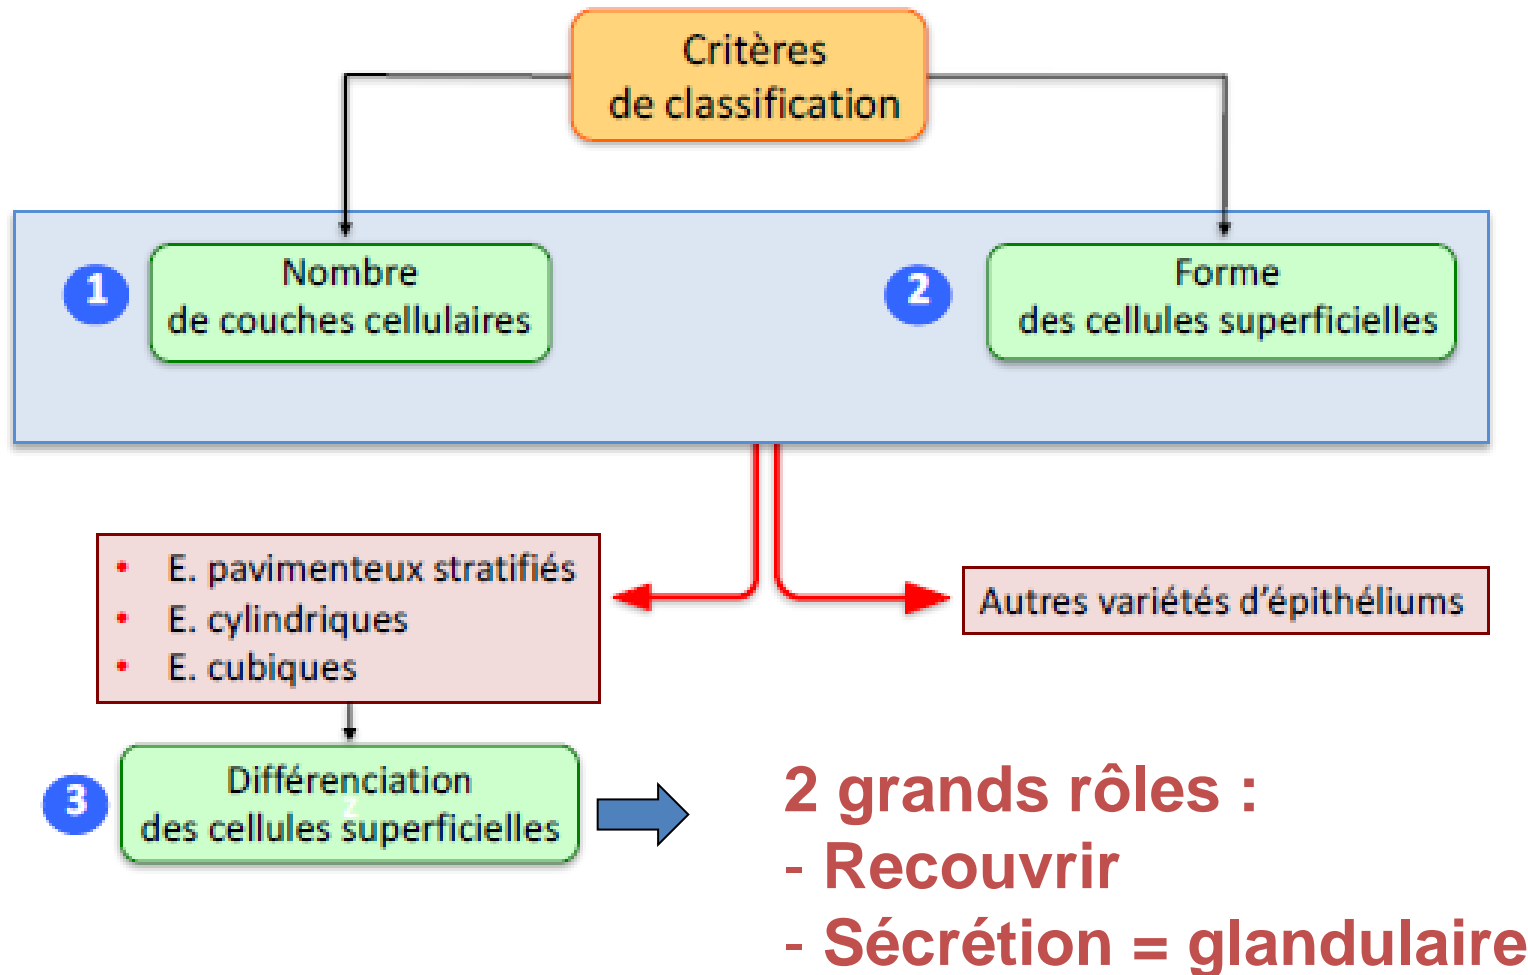 Critères
de classification
1
Nombre
de couches cellulaires
2
Forme
des cellules superficielles
• E. pavimenteux stratifiés
• E. cylindriques
• E. cubiques
Autres variétés d'épithéliums
3
Différenciation
z
des cellules superficielles
2 grands rôles :
- Recouvrir
- Sécrétion = glandulaire